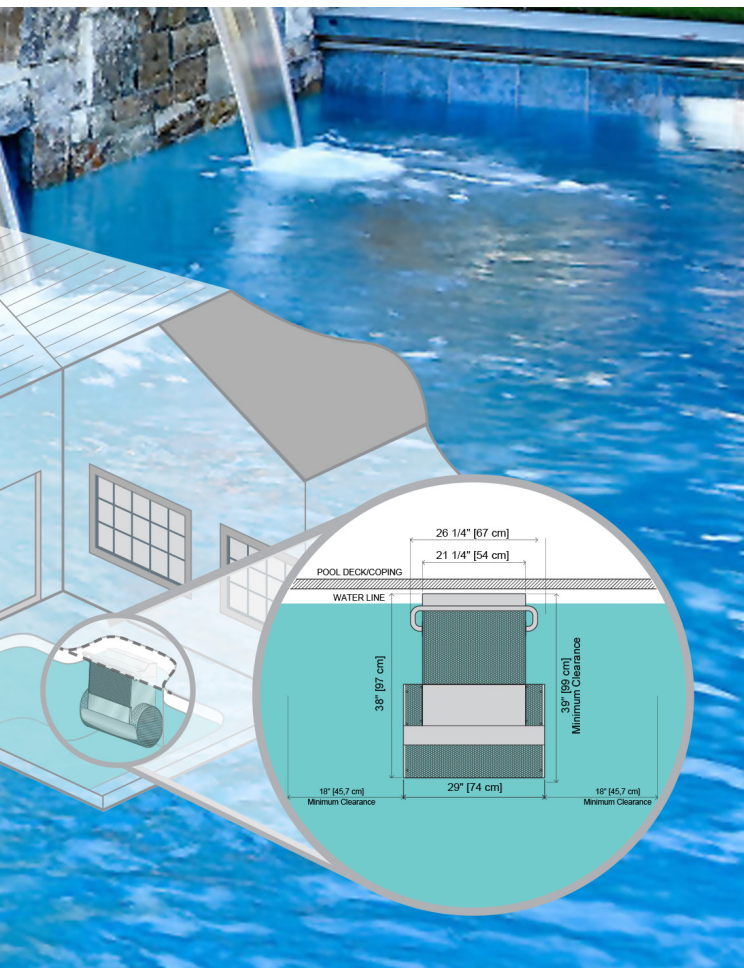 26 1/4" [67 cm]
21 1/4" [54 cm]
POOL DECK/COPING
WATER LINE
38" [97 cm]
39" [99 cm]
Minimum Clearance
29" [74 cm]
18" [45,7 cm]
Minimum Clearance
18" [45,7 cm]
Minimum Clearance